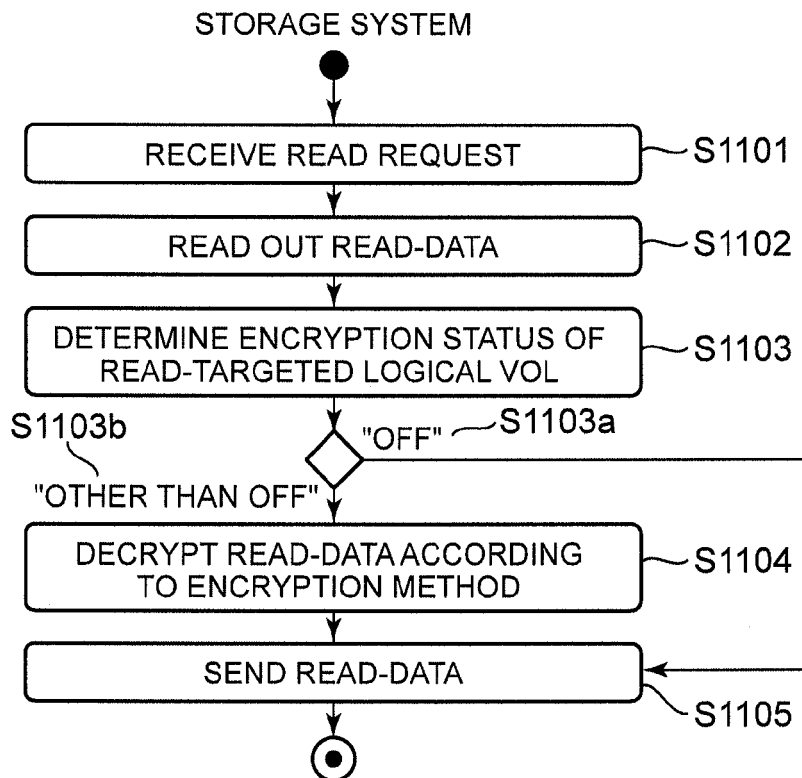 STORAGE SYSTEM
RECEIVE READ REQUEST
S1101
READ OUT READ-DATA
S1102
DETERMINE ENCRYPTION STATUS OF
READ-TARGETED LOGICAL VOL
S1103
S1103b
"OFF"
S1103a
"OTHER THAN OFF"
DECRYPT READ-DATA ACCORDING
TO ENCRYPTION METHOD
S1104
SEND READ-DATA
S1105